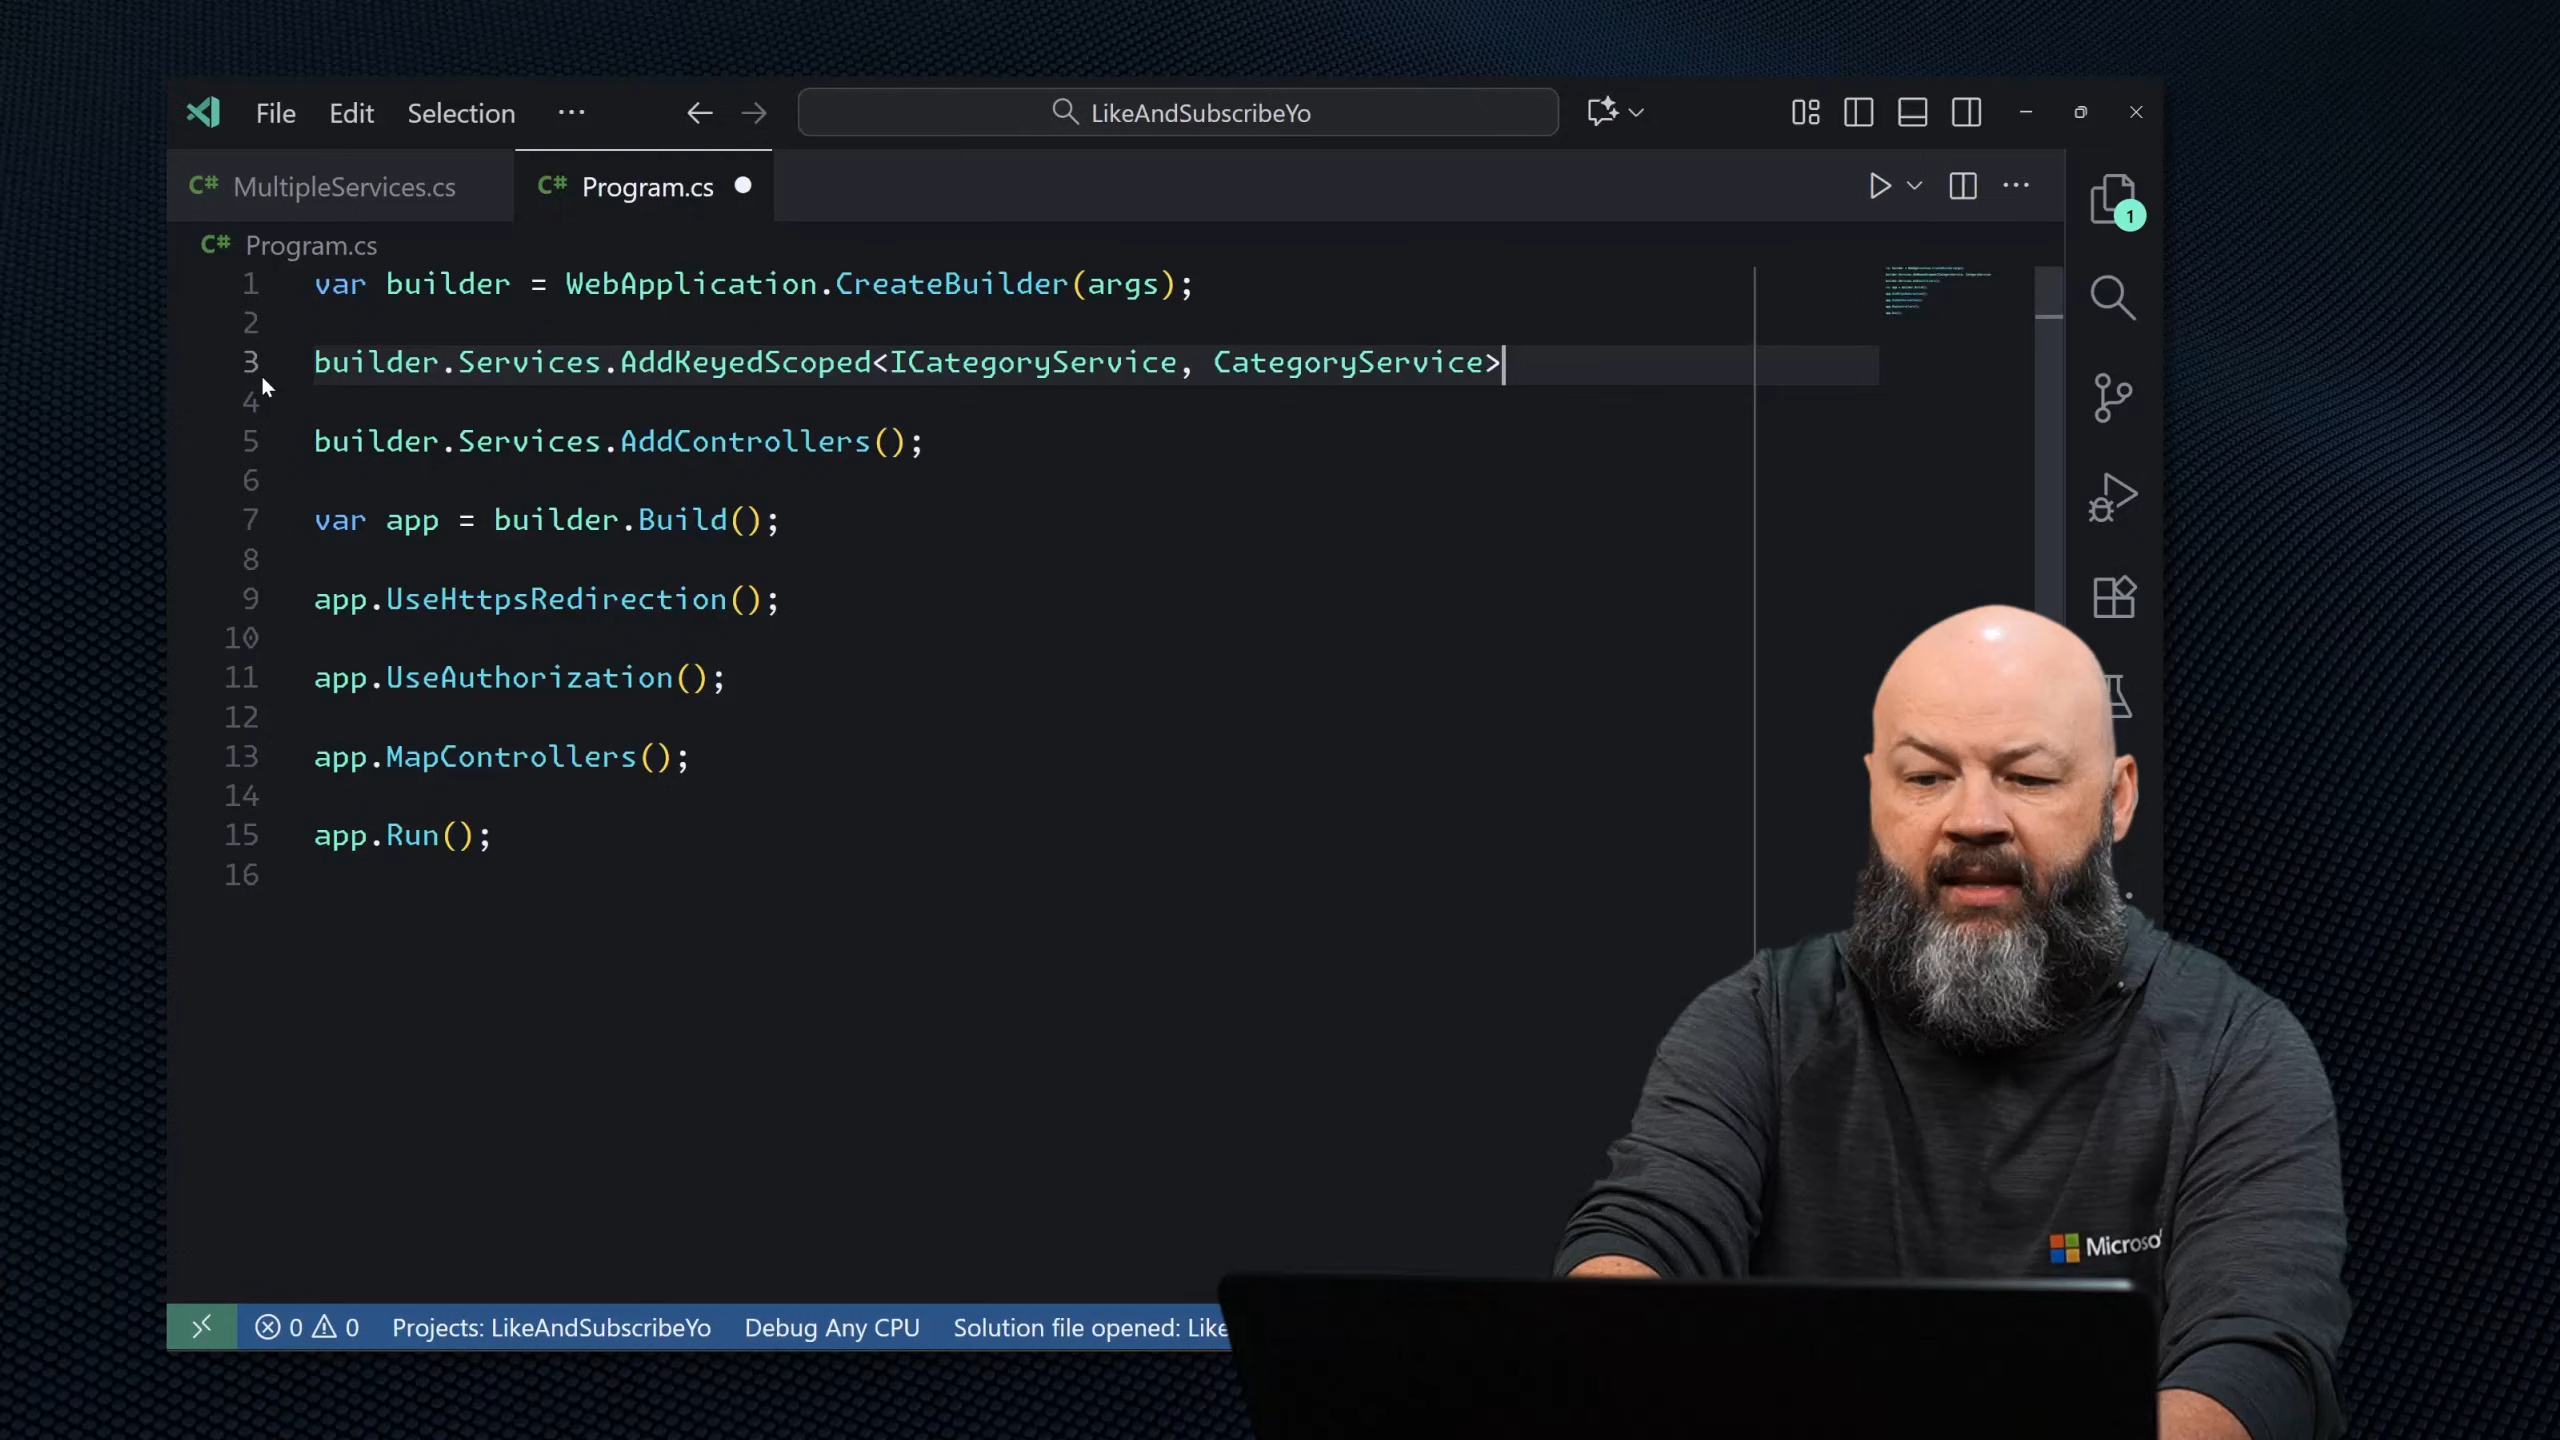 File Edit Selection ··· LikeAndSubscribeYo
MultipleServices.cs
Program.cs
1
Program.cs
1 var builder = WebApplication.CreateBuilder(args);
2
3 builder.Services.AddKeyedScoped<ICategoryService, CategoryService>
4
5 builder.Services.AddControllers();
6
7 var app = builder.Build();
8
9 app.UseHttpsRedirection();
10
11 app.UseAuthorization();
12
13 app.MapControllers();
14
15 app.Run();
16
Microso
0 0 Projects: LikeAndSubscribeYo Debug Any CPU Solution file opened: Like